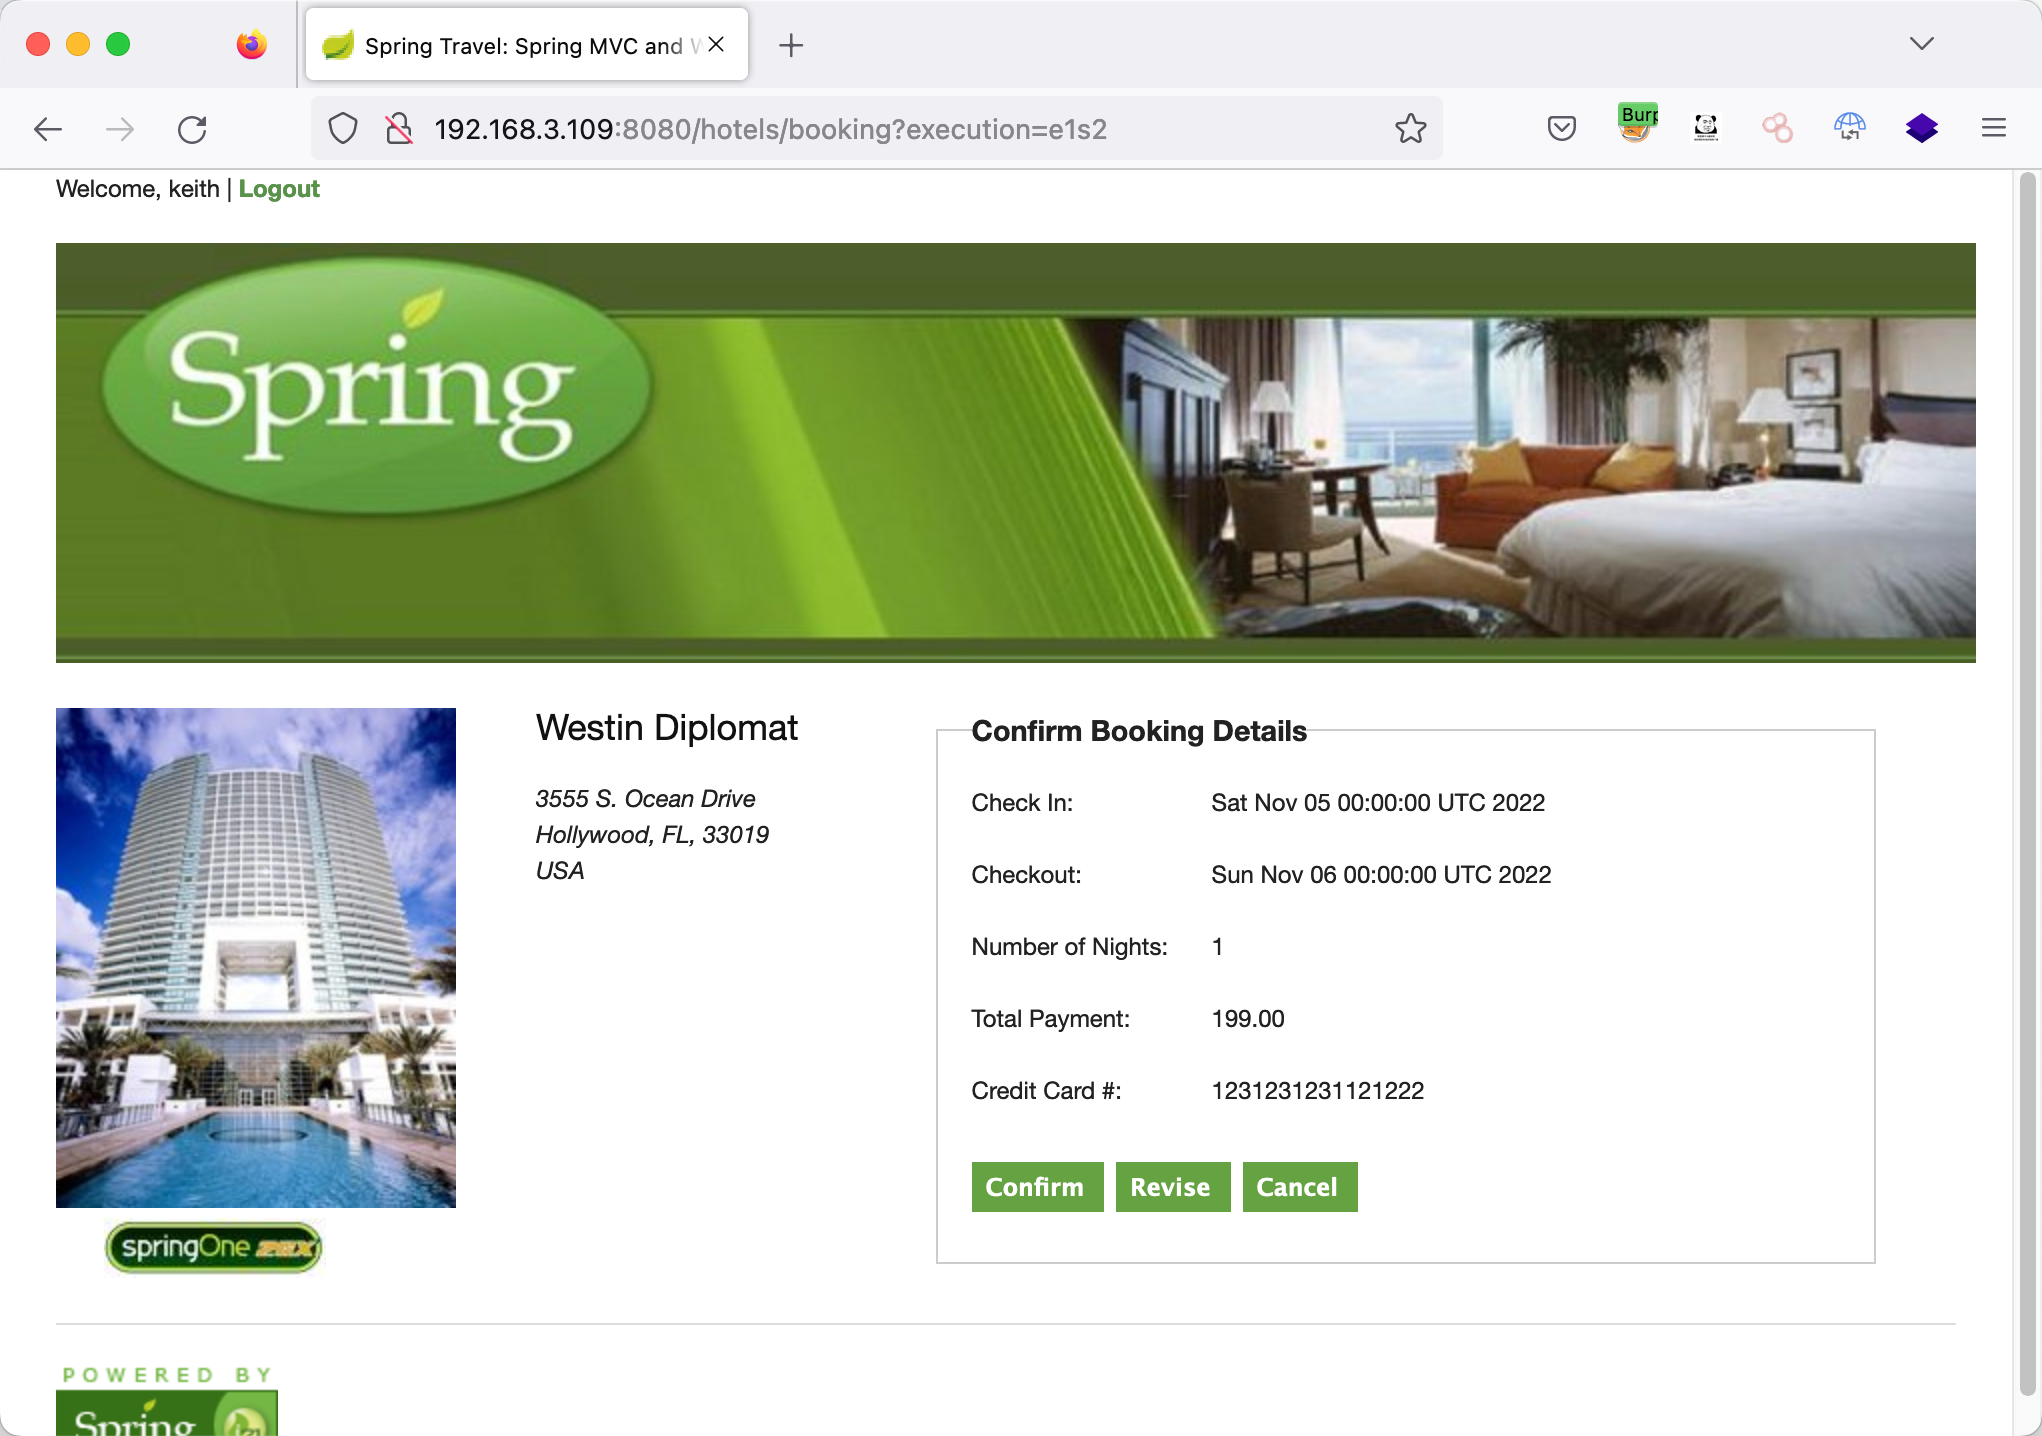 Spring Travel: Spring MVC and W
Burp
192.168.3.109:8080/hotels/booking?execution=e1s2
Welcome, keith | Logout
Spring
Westin Diplomat
3555 S. Ocean Drive
Hollywood, FL, 33019
USA
Confirm Booking Details
Check In: Sat Nov 05 00:00:00 UTC 2022
Checkout: Sun Nov 06 00:00:00 UTC 2022
Number of Nights: 1
Total Payment: 199.00
Credit Card #: 1231231231121222
Confirm Revise Cancel
springOne 2GX
POWERED BY
Spring